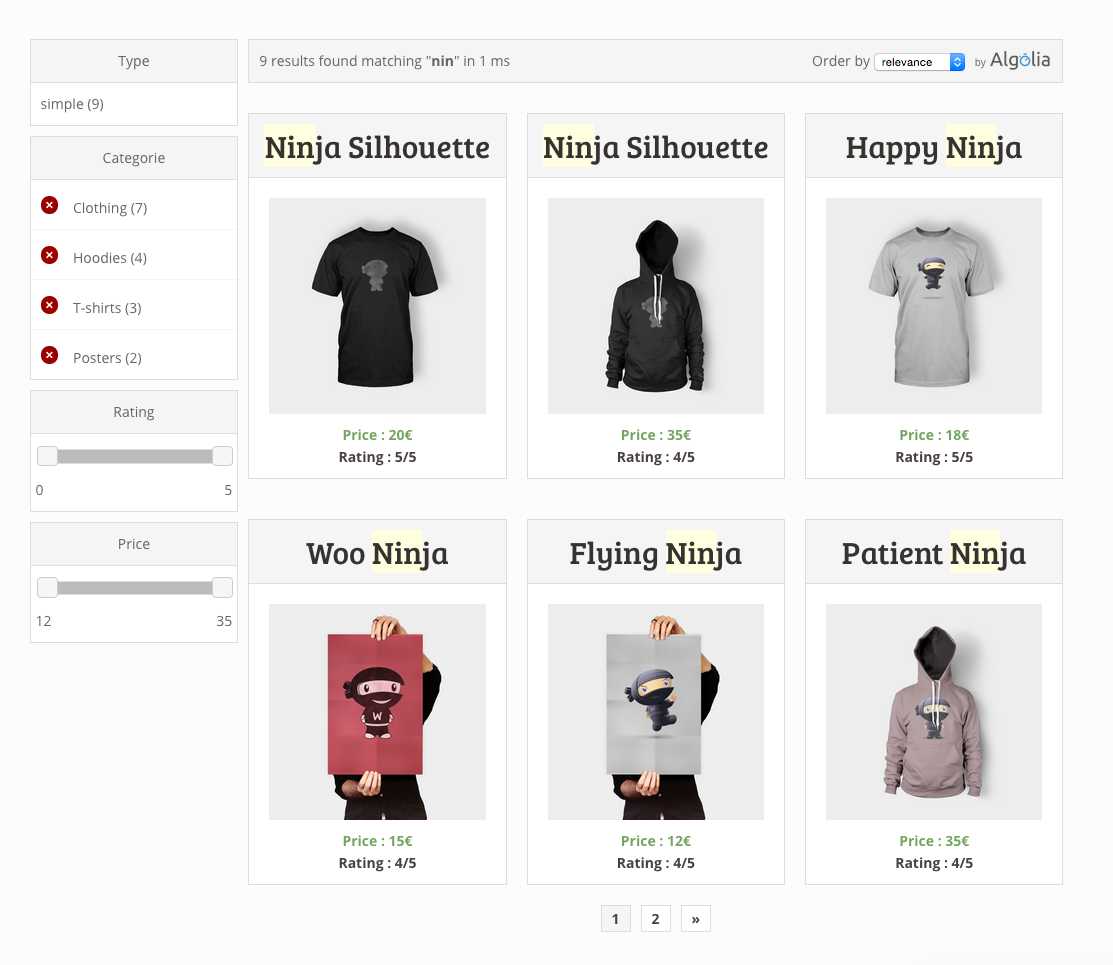 Type
simple (9)
Categorie
Clothing (7)
Hoodies (4)
T-shirts (3)
Posters (2)
Rating
0 5
Price
12 35
9 results found matching "nin" in 1 ms
Order by relevance by Algolia
Ninja Silhouette
Price : 20€
Rating : 5/5
Ninja Silhouette
Price : 35€
Rating : 4/5
Happy Ninja
Price : 18€
Rating : 5/5
Woo Ninja
W
Price : 15€
Rating : 4/5
Flying Ninja
Price : 12€
Rating : 4/5
Patient Ninja
Price : 35€
Rating : 4/5
1 2 »